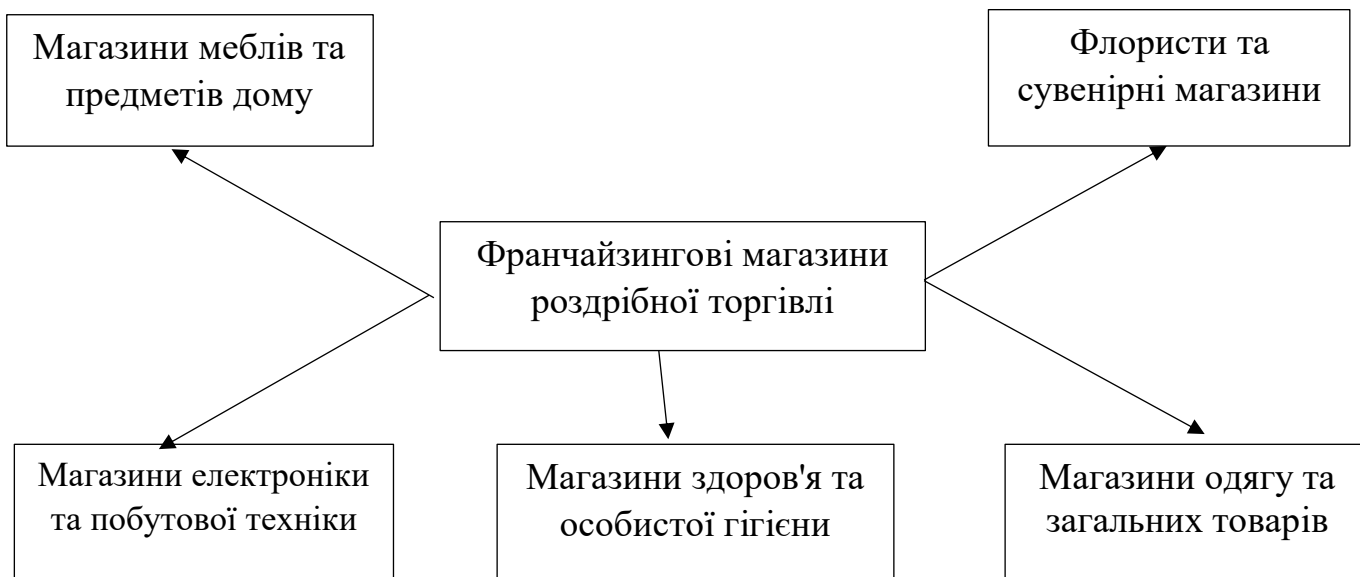 Магазини меблів та
предметів дому
Флористи та
сувенірні магазини
Франчайзингові магазини
роздрібної торгівлі
Магазини електроніки
та побутової техніки
Магазини здоров'я та
особистої гігієни
Магазини одягу та
загальних товарів